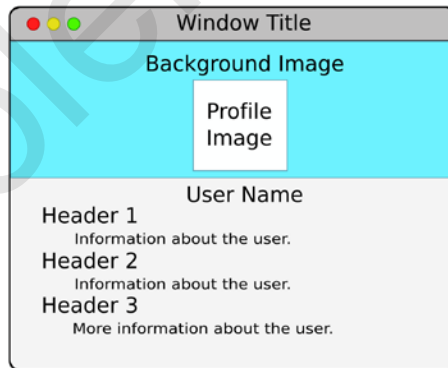 Window Title
Background Image
Profile
Image
User Name
Header 1
Information about the user.
Header 2
Information about the user.
Header 3
More information about the user.